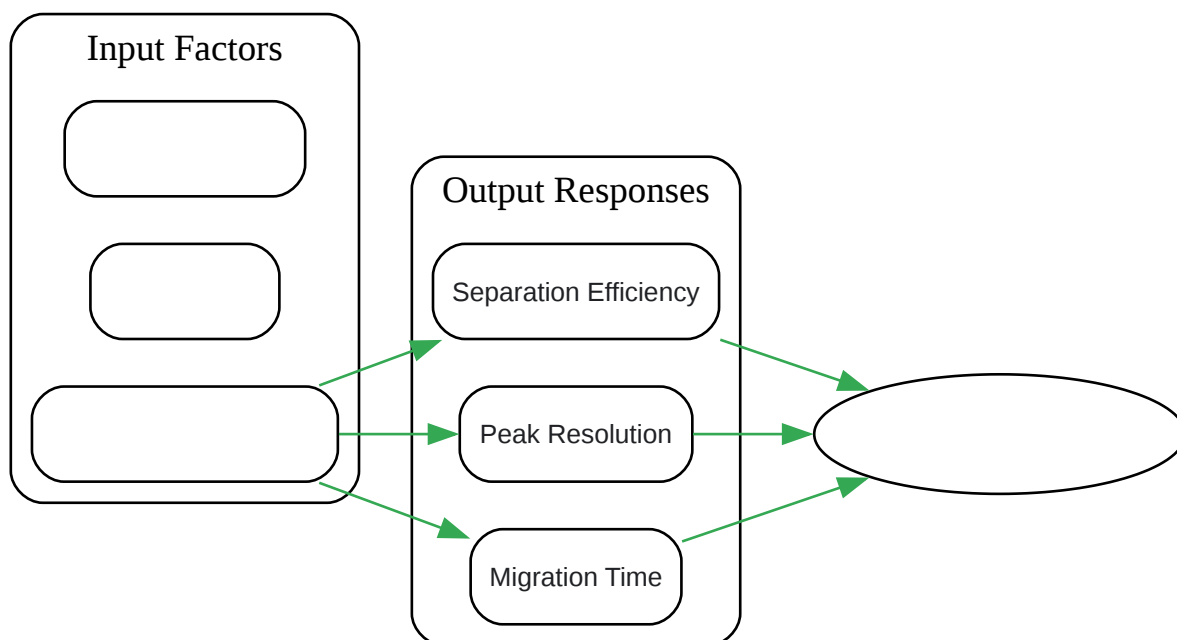 Input Factors
Output Responses
Separation Efficiency
Peak Resolution
Migration Time